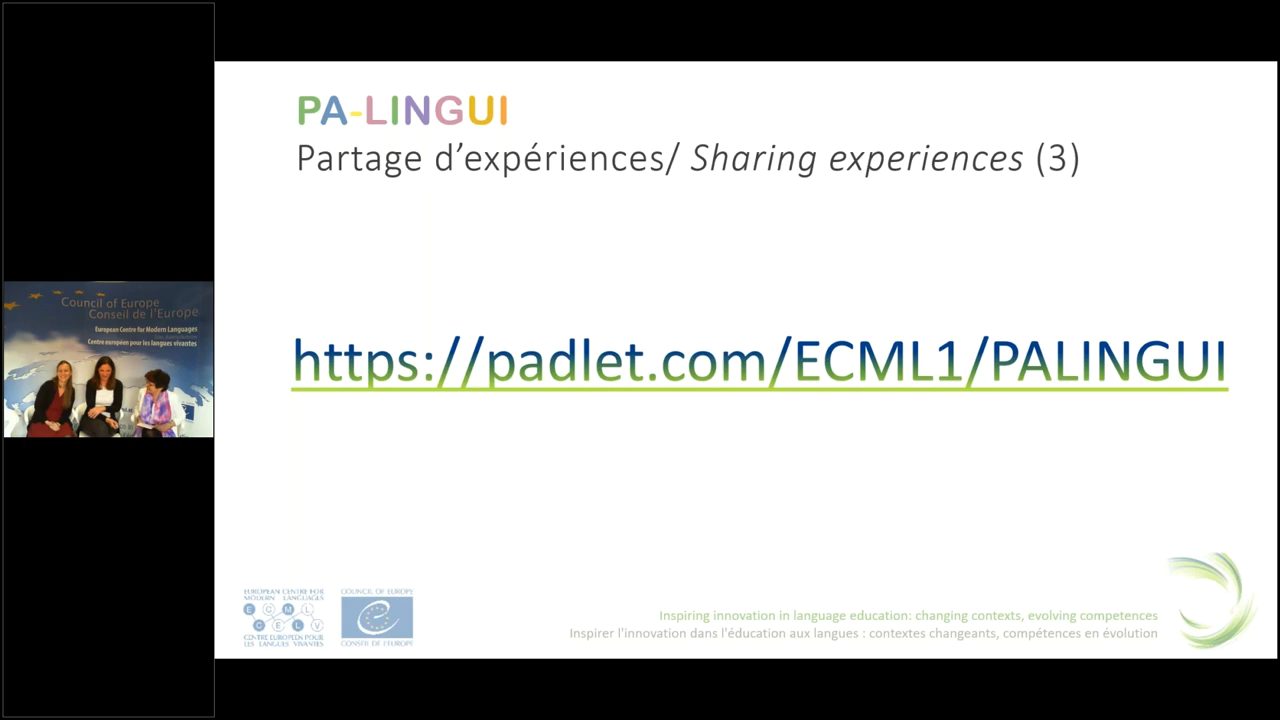 Council of Europe
Conseil de l'Europe
European Centre for Modern Languages
Centre européen pour les langues vivantes
PA-LINGUI
Partage d'expériences/ Sharing experiences (3)
https://padlet.com/ECML1/PALINGUI
EUROPEAN CENTRE FOR
MODERN LANGUAGES
E C M L
C E L V
CENTRE EUROPEEN POUR
LES LANGUES VIVANTES
COUNCIL OF EUROPE
CONSEIL DE L'EUROPE
Inspiring innovation in language education: changing contexts, evolving competences
Inspirer l'innovation dans l'éducation aux langues : contextes changeants, compétences en évolution